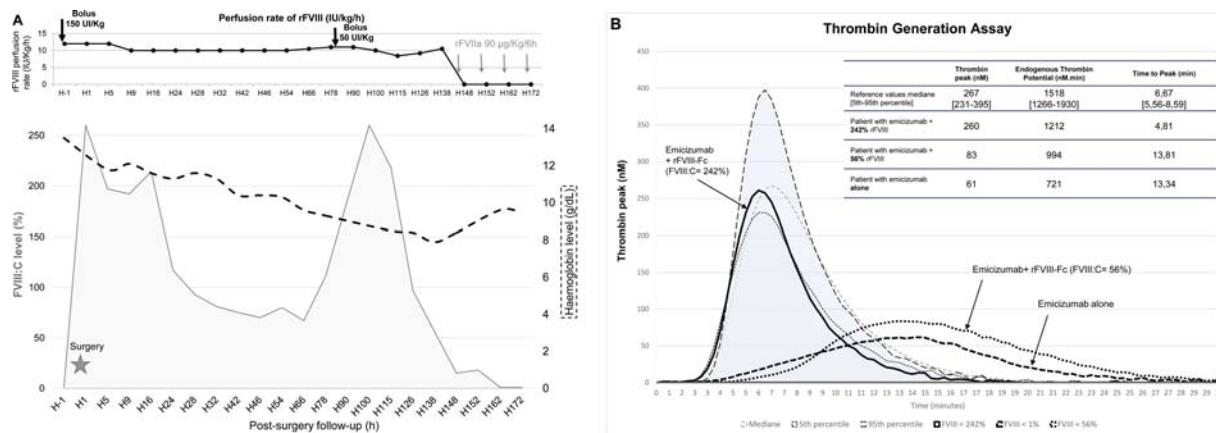 A
Perfusion rate of rFVIII (IU/kg/h)
Bolus
150 UI/Kg
Bolus
50 UI/Kg
rFVIIa 90 µg/Kg/6h
rFVIII perfusion
rate (IU/Kg/h)
15
10
5
0
H-1 H1 H5 H9 H16 H24 H28 H32 H42 H46 H54 H66 H78 H90 H100 H115 H126 H138 H148 H152 H162 H172
FVIII:C level (%)
250
200
150
100
50
0
Surgery
14
12
10
8
6
4
2
0
Haemoglobin level (g/dL)
H-1 H1 H5 H9 H16 H24 H28 H32 H42 H46 H54 H66 H78 H90 H100 H115 H126 H138 H148 H152 H162 H172
Post-surgery follow-up (h)
B
Thrombin Generation Assay
Thrombin peak (nM)
450
400
350
300
250
200
150
100
50
0
Thrombin peak (nM) Endogenous Thrombin Potential (nM.min) Time to Peak (min)
Reference values mediane [5th-95th percentile] 267 [231-395] 1518 [1266-1930] 6,67 [5,56-8,59]
Patient with emicizumab + 242% rFVIII 260 1212 4,81
Patient with emicizumab + 56% rFVIII 83 994 13,81
Patient with emicizumab alone 61 721 13,34
Emicizumab
+ rFVIII-Fc
(FVIII:C= 242%)
Emicizumab+ rFVIII-Fc (FVIII:C= 56%)
Emicizumab alone
0 1 2 3 4 5 6 7 8 9 10 11 12 13 14 15 16 17 18 19 20 21 22 23 24 25 26 27 28 29
Time (minutes)
Mediane 5th percentile 95th percentile FVIII = 242% FVIII < 1% FVIII = 56%